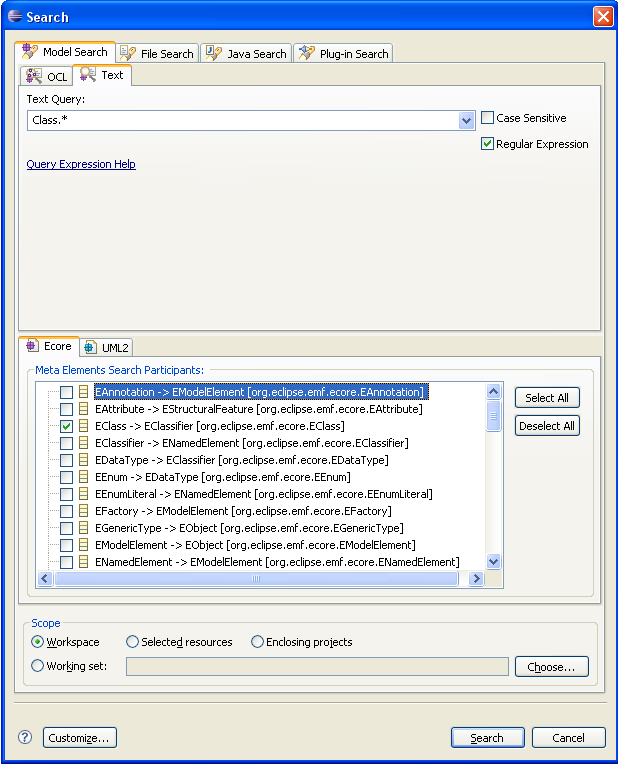 Search
Model Search File Search Java Search Plug-in Search
OCL Text
Text Query:
Class.* Case Sensitive
Regular Expression
Query Expression Help
Ecore UML2
Meta Elements Search Participants:
EAnnotation -> EModelElement [org.eclipse.emf.ecore.EAnnotation]
Select All
EAttribute -> EStructuralFeature [org.eclipse.emf.ecore.EAttribute]
EClass -> EClassifier [org.eclipse.emf.ecore.EClass]
Deselect All
EClassifier -> ENamedElement [org.eclipse.emf.ecore.EClassifier]
EDataType -> EClassifier [org.eclipse.emf.ecore.EDataType]
EEnum -> EDataType [org.eclipse.emf.ecore.EEnum]
EEnumLiteral -> ENamedElement [org.eclipse.emf.ecore.EEnumLiteral]
EFactory -> EModelElement [org.eclipse.emf.ecore.EFactory]
EGenericType -> EObject [org.eclipse.emf.ecore.EGenericType]
EModelElement -> EObject [org.eclipse.emf.ecore.EModelElement]
ENamedElement -> EModelElement [org.eclipse.emf.ecore.ENamedElement]
Scope
Workspace Selected resources Enclosing projects
Working set: Choose...
? Customize... Search Cancel